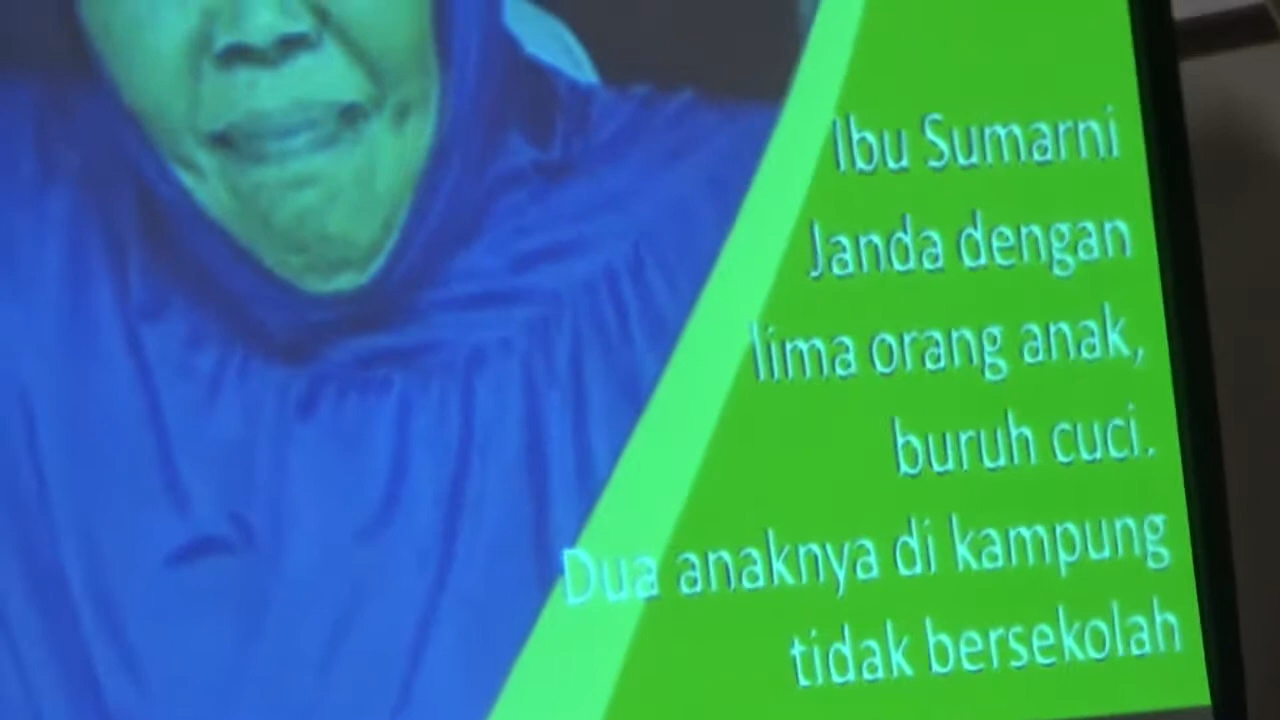 Ibu Sumarni
Janda dengan
lima orang anak,
buruh cuci.
Dua anaknya di kampung
tidak bersekolah